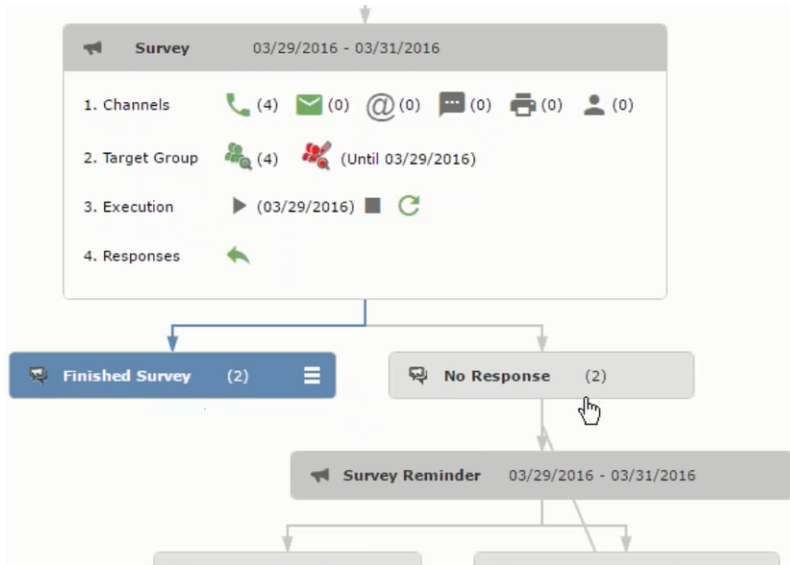 Survey 03/29/2016 - 03/31/2016
1. Channels (4) (0) @ (0) (0) (0) (0)
2. Target Group (4) (Until 03/29/2016)
3. Execution (03/29/2016)
4. Responses
Finished Survey (2) No Response (2)
Survey Reminder 03/29/2016 - 03/31/2016